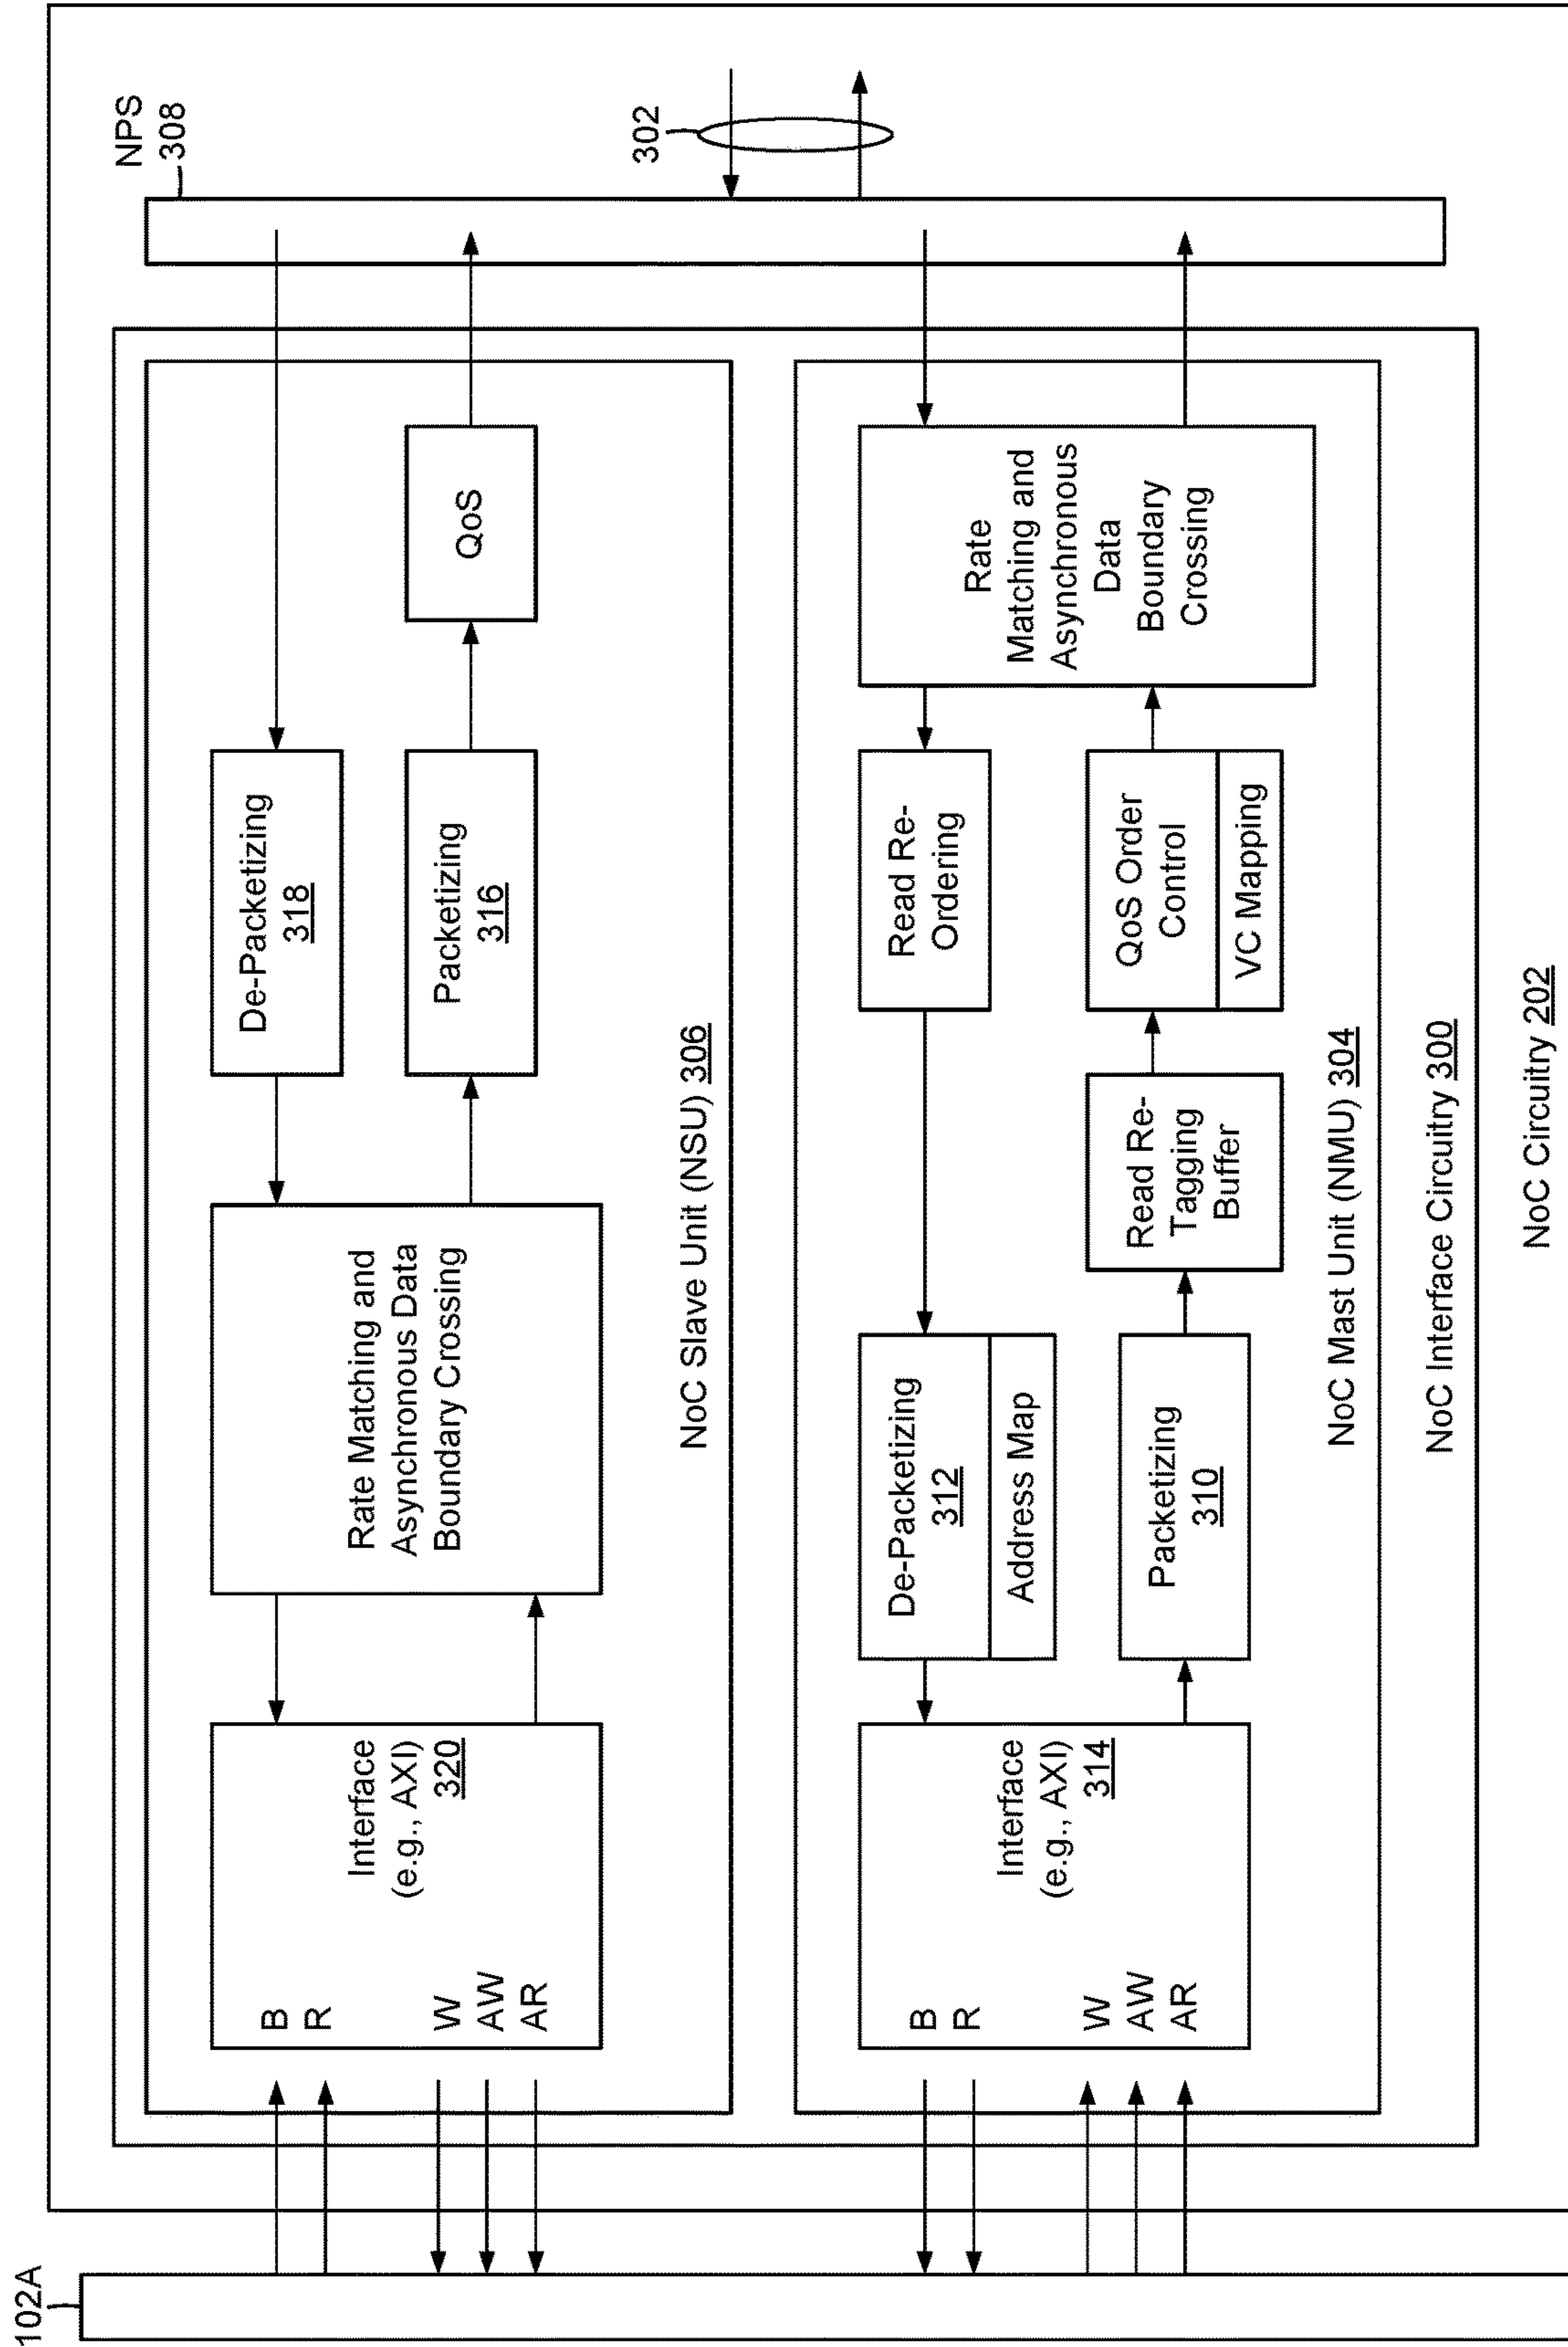 102A
NPS
308
302
B
R
W
AW
AR
Interface
(e.g., AXI)
320
Rate Matching and
Asynchronous Data
Boundary Crossing
De-Packetizing
318
Packetizing
316
QoS
NoC Slave Unit (NSU) 306
B
R
W
AW
AR
Interface
(e.g., AXI)
314
De-Packetizing
312
Address Map
Packetizing
310
Read Re-
Tagging
Buffer
Read Re-
Ordering
QoS Order
Control
VC Mapping
Rate
Matching and
Asynchronous
Data
Boundary
Crossing
NoC Mast Unit (NMU) 304
NoC Interface Circuitry 300
NoC Circuitry 202